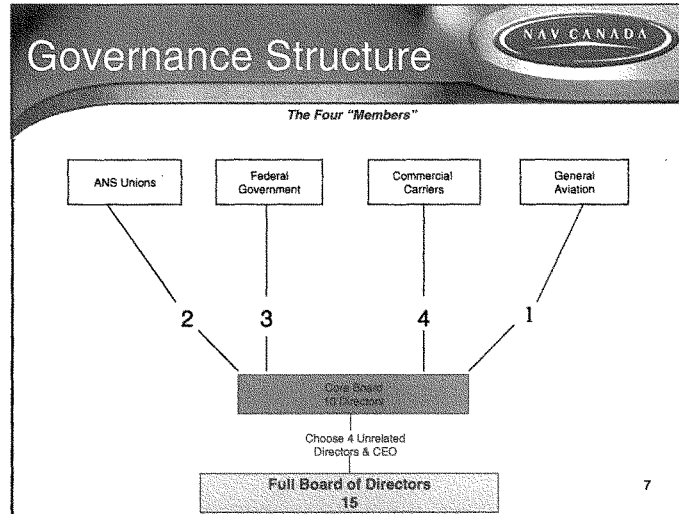 Governance Structure
NAV CANADA
The Four "Members"
ANS Unions
Federal
Government
Commercial
Carriers
General
Aviation
2
3
4
1
Core Board
10 Directors
Choose 4 Unrelated
Directors & CEO
Full Board of Directors
15
7